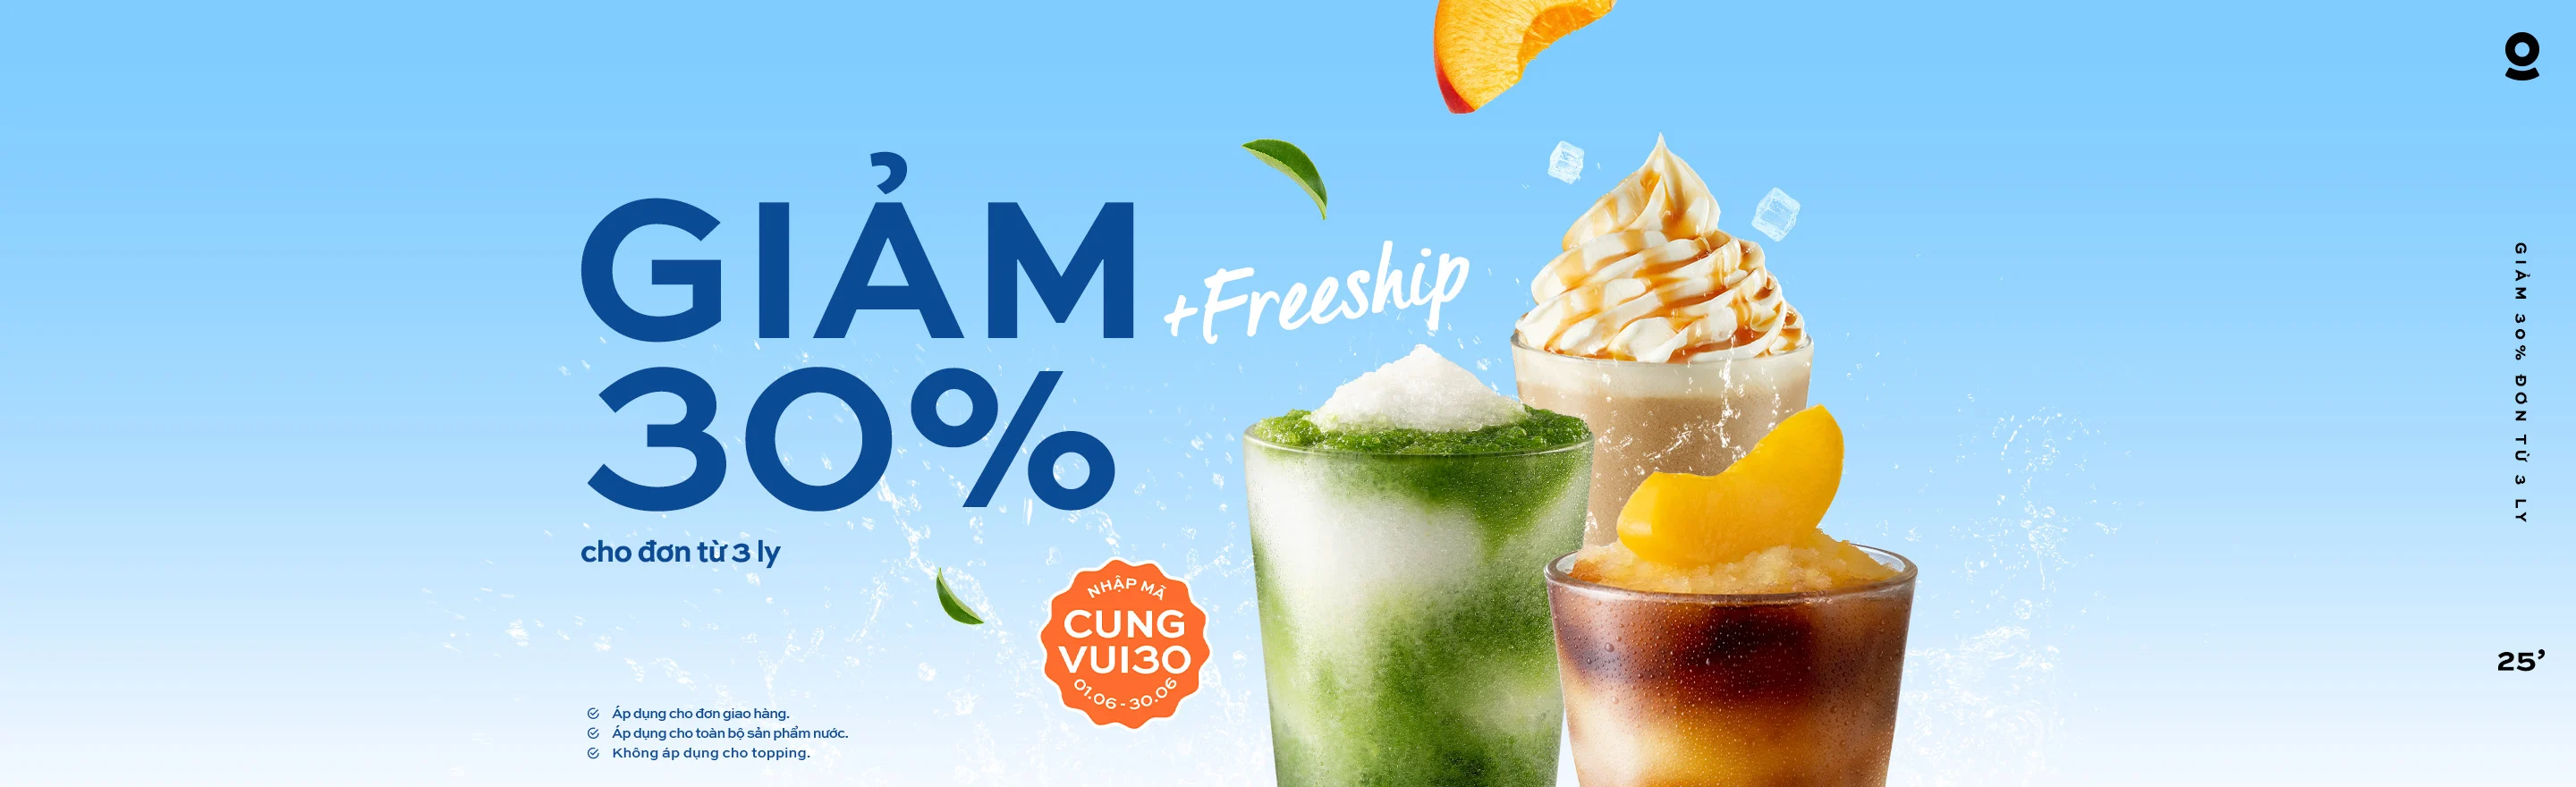 GIẢM
30%
+Freeship
cho đơn từ 3 ly
NHẬP MÃ
CUNG
VUI30
01.06 - 30.06
Áp dụng cho đơn giao hàng.
Áp dụng cho toàn bộ sản phẩm nước.
Không áp dụng cho topping.
GIẢM 30% ĐƠN TỪ 3 LY
25’